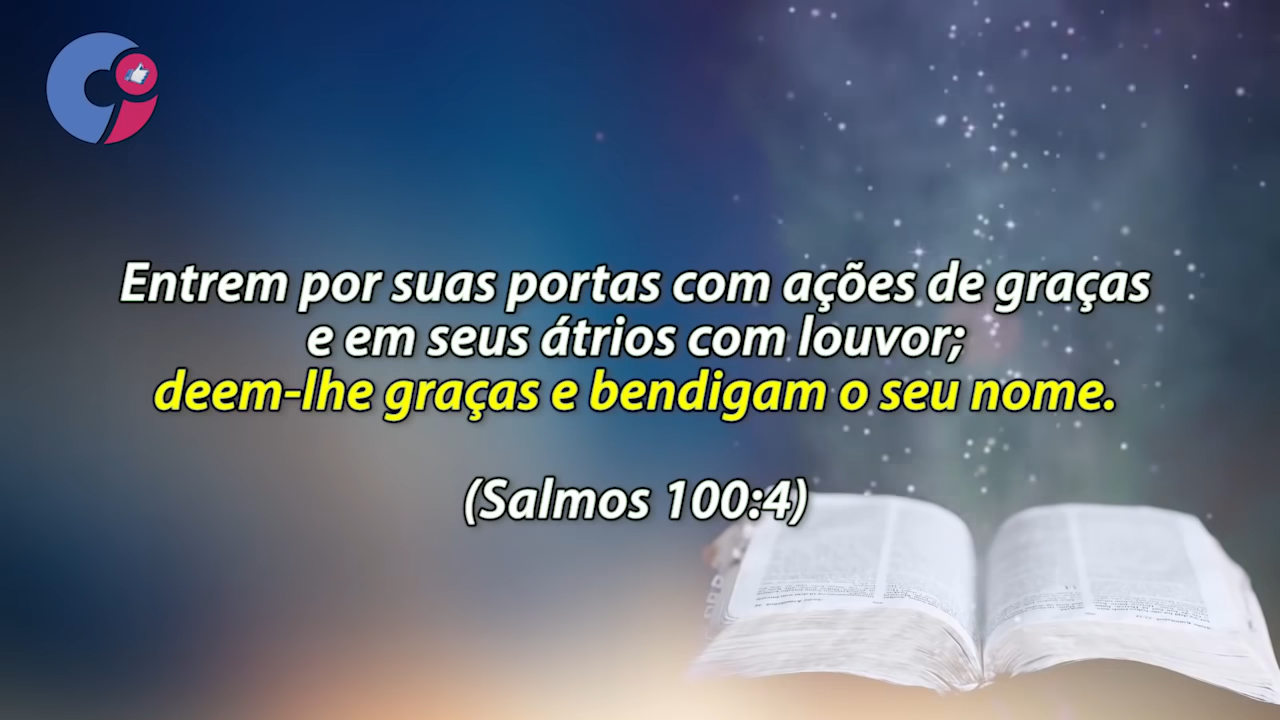 Entrem por suas portas com ações de graças
e em seus átrios com louvor;
deem-lhe graças e bendigam o seu nome.
(Salmos 100:4)